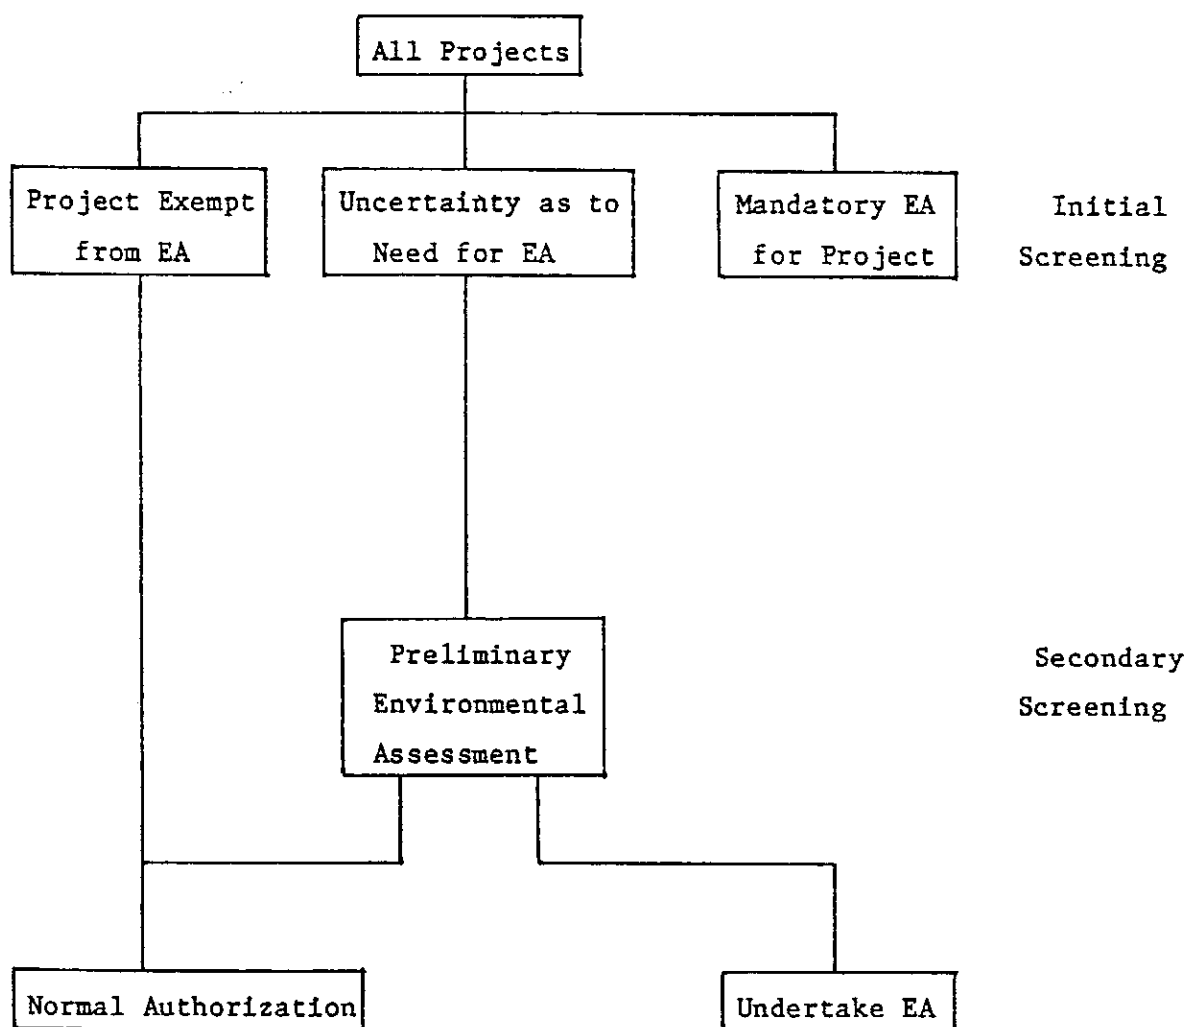 All Projects
Project Exempt
from EA
Uncertainty as to
Need for EA
Mandatory EA
for Project
Initial
Screening
Preliminary
Environmental
Assessment
Secondary
Screening
Normal Authorization
Undertake EA